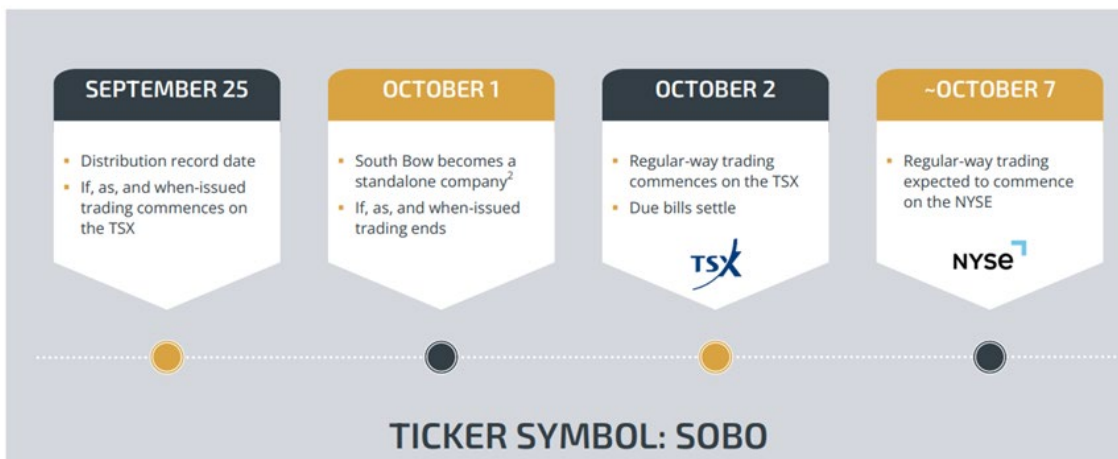 SEPTEMBER 25
▪ Distribution record date
▪ If, as, and when-issued
trading commences on
the TSX
OCTOBER 1
▪ South Bow becomes a
standalone company²
▪ If, as, and when-issued
trading ends
OCTOBER 2
▪ Regular-way trading
commences on the TSX
▪ Due bills settle
TSX
~OCTOBER 7
▪ Regular-way trading
expected to commence
on the NYSE
NYSE
TICKER SYMBOL: SOBO